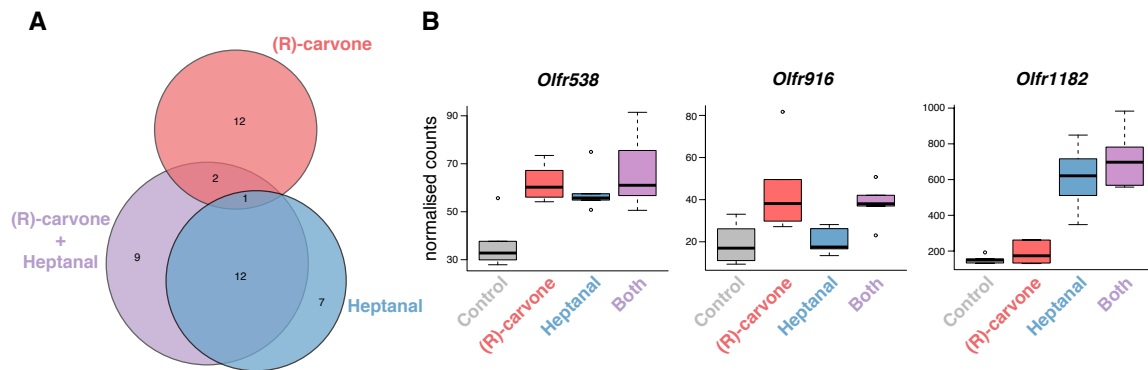 A
(R)-carvone
12
2
1
(R)-carvone
+
Heptanal
9
12
7
Heptanal
B
normalised counts
Olfr538
90
70
50
30
Control
(R)-carvone
Heptanal
Both
Olfr916
80
60
40
20
Control
(R)-carvone
Heptanal
Both
Olfr1182
1000
800
600
400
200
Control
(R)-carvone
Heptanal
Both